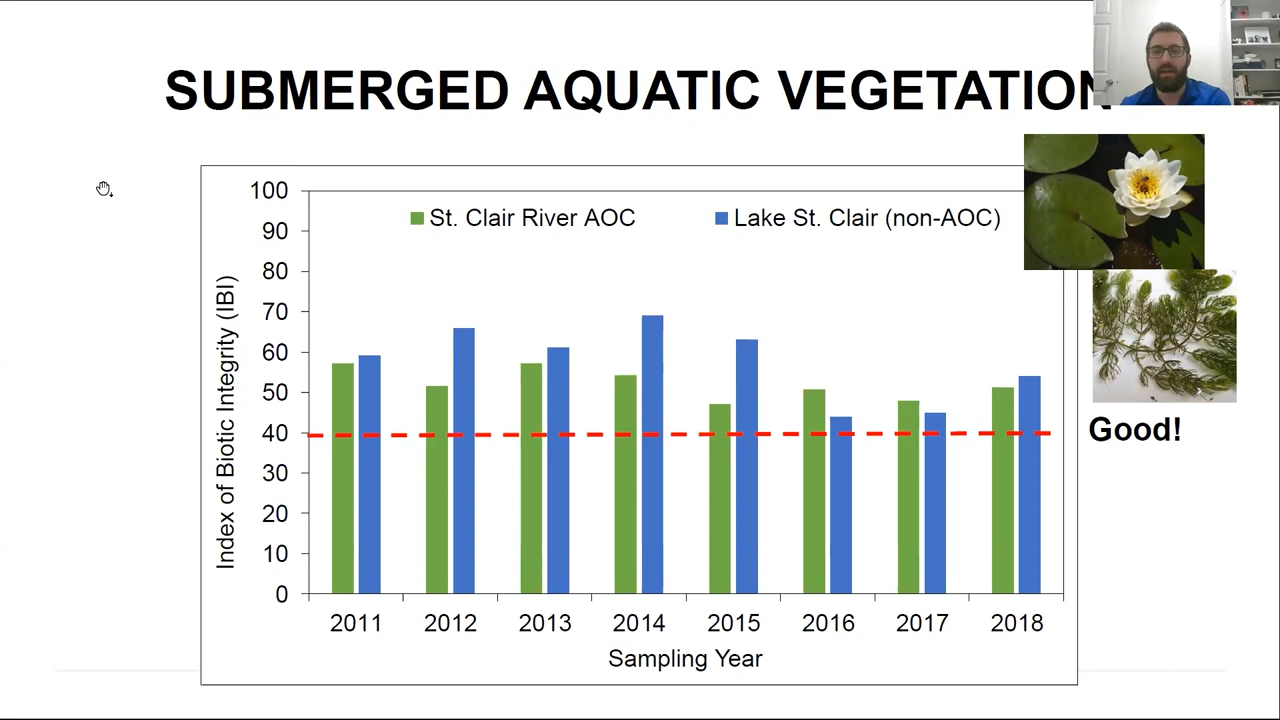 SUBMERGED AQUATIC VEGETATION
100
90
80
70
60
50
40
30
20
10
0
Index of Biotic Integrity (IBI)
St. Clair River AOC
Lake St. Clair (non-AOC)
2011 2012 2013 2014 2015 2016 2017 2018
Sampling Year
Good!